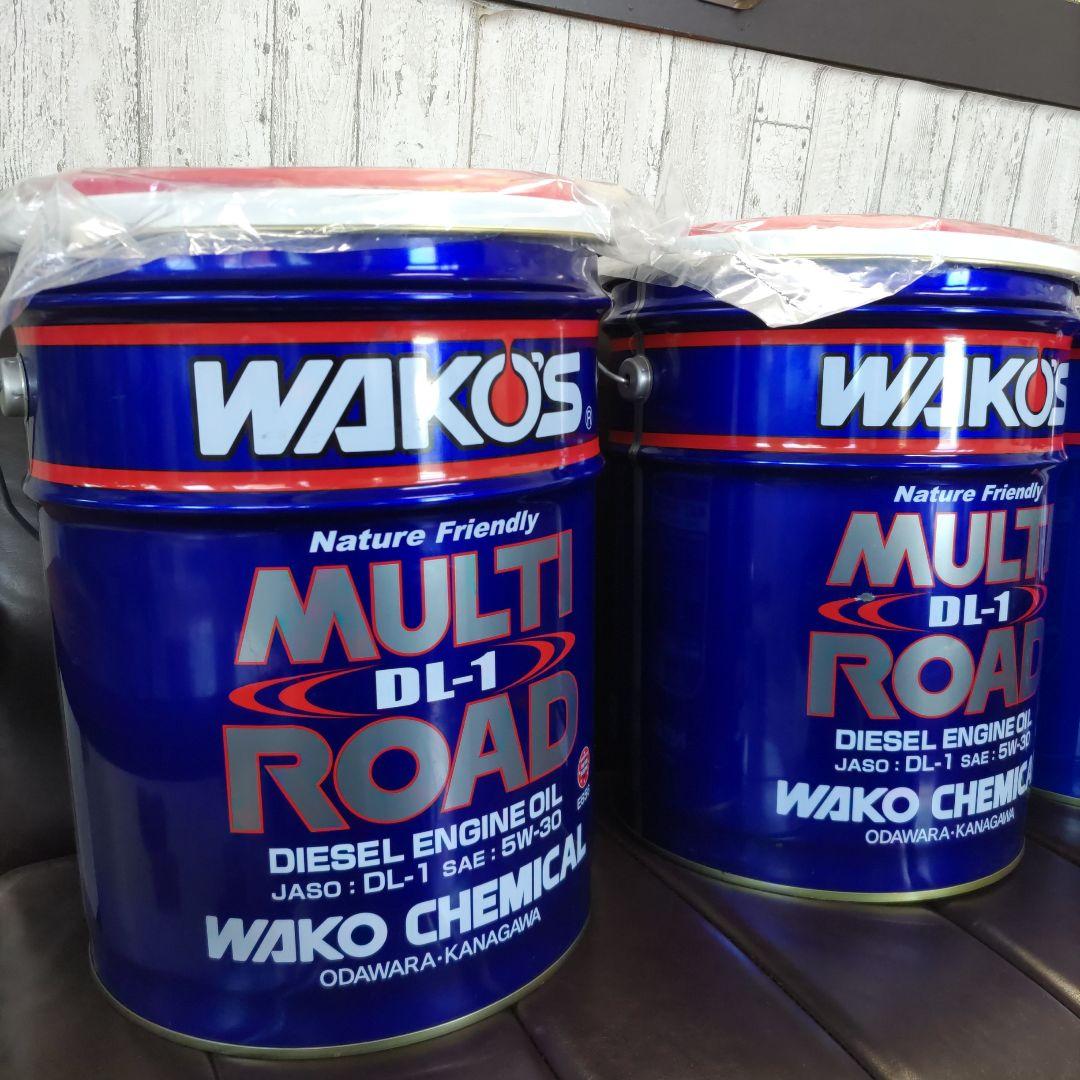 WAKO'S®
Nature Friendly
MULTI
DL-1
ROAD
DIESEL ENGINE OIL
JASO : DL-1 SAE : 5W-30
WAKO CHEMICAL
ODAWARA・KANAGAWA
WAKO'S
Nature Friendly
MULTI
DL-1
ROAD
DIESEL ENGINE OIL
JASO : DL-1 SAE : 5W-30
WAKO CHEMICA
ODAWARA・KANAGAWA